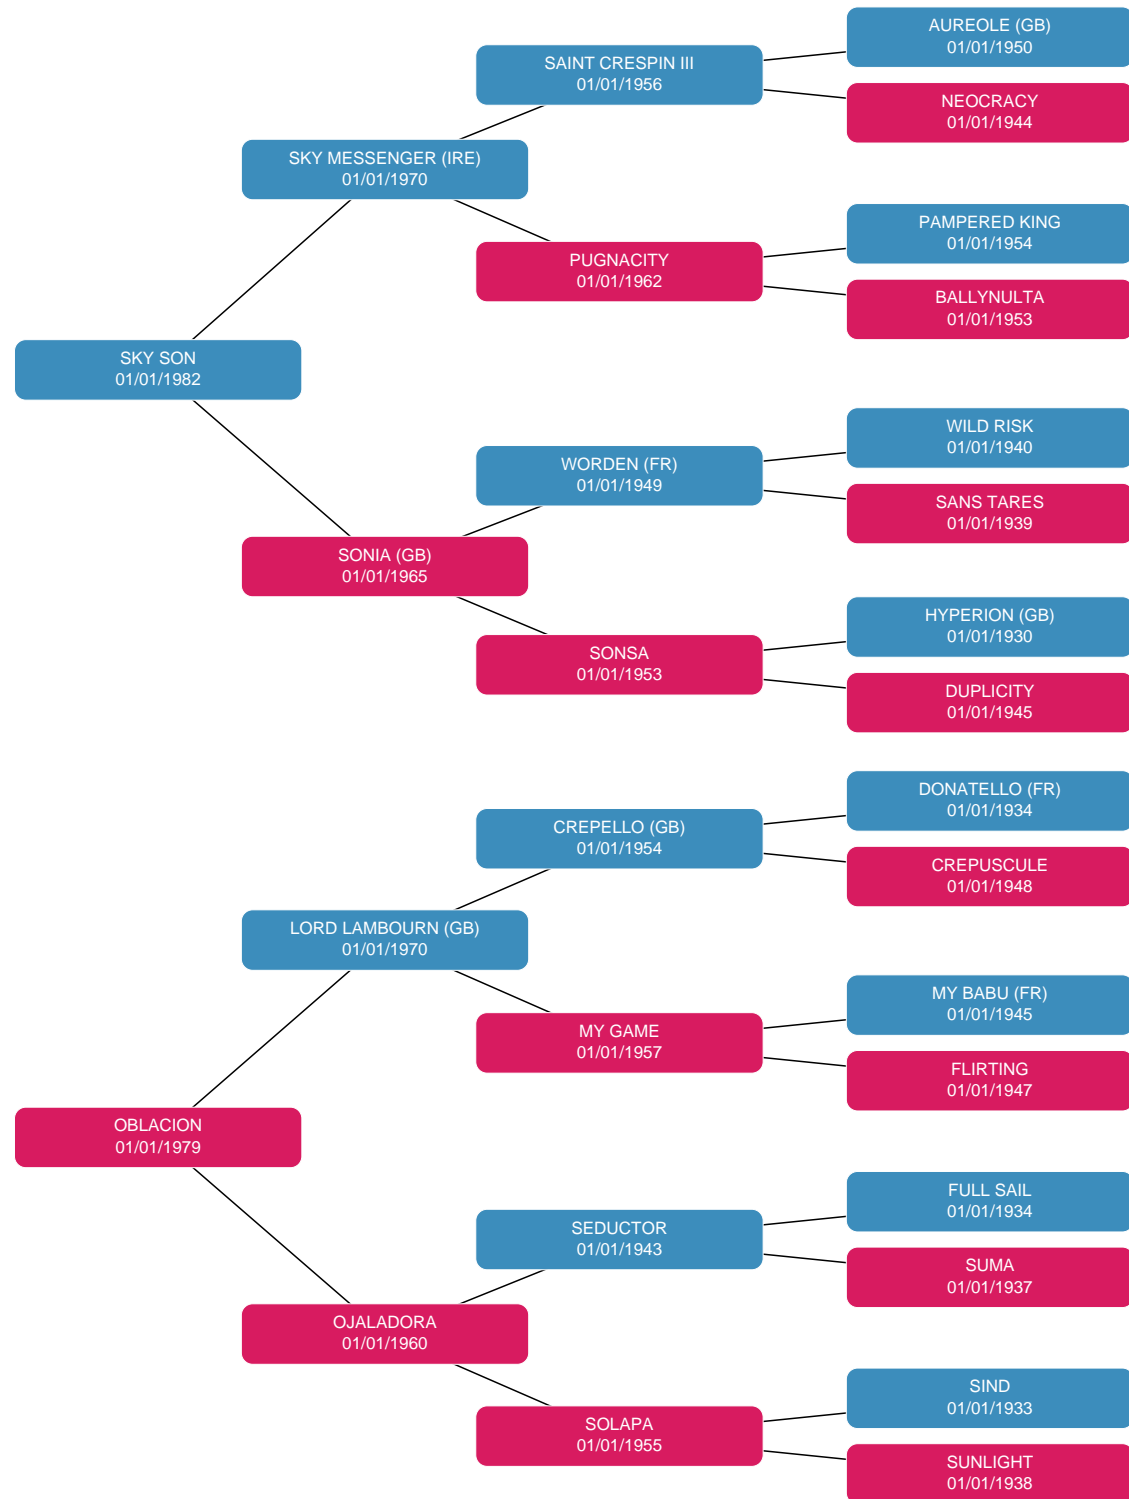 AUREOLE (GB)
01/01/1950
SAINT CRESPIN III
01/01/1956
NEOCRACY
01/01/1944
SKY MESSENGER (IRE)
01/01/1970
PAMPERED KING
01/01/1954
PUGNACITY
01/01/1962
BALLYNULTA
01/01/1953
SKY SON
01/01/1982
WILD RISK
01/01/1940
WORDEN (FR)
01/01/1949
SANS TARES
01/01/1939
SONIA (GB)
01/01/1965
HYPERION (GB)
01/01/1930
SONSA
01/01/1953
DUPLICITY
01/01/1945
DONATELLO (FR)
01/01/1934
CREPELLO (GB)
01/01/1954
CREPUSCULE
01/01/1948
LORD LAMBOURN (GB)
01/01/1970
MY BABU (FR)
01/01/1945
MY GAME
01/01/1957
FLIRTING
01/01/1947
OBLACION
01/01/1979
FULL SAIL
01/01/1934
SEDUCTOR
01/01/1943
SUMA
01/01/1937
OJALADORA
01/01/1960
SIND
01/01/1933
SOLAPA
01/01/1955
SUNLIGHT
01/01/1938